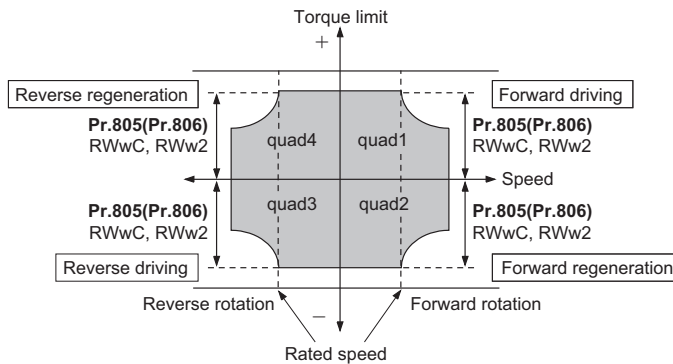 Torque limit
+
Reverse regeneration
Forward driving
Pr.805(Pr.806)
RWwC, RWw2
quad4
quad1
Pr.805(Pr.806)
RWwC, RWw2
Speed
Pr.805(Pr.806)
RWwC, RWw2
quad3
quad2
Pr.805(Pr.806)
RWwC, RWw2
Reverse driving
Forward regeneration
Reverse rotation
–
Forward rotation
Rated speed